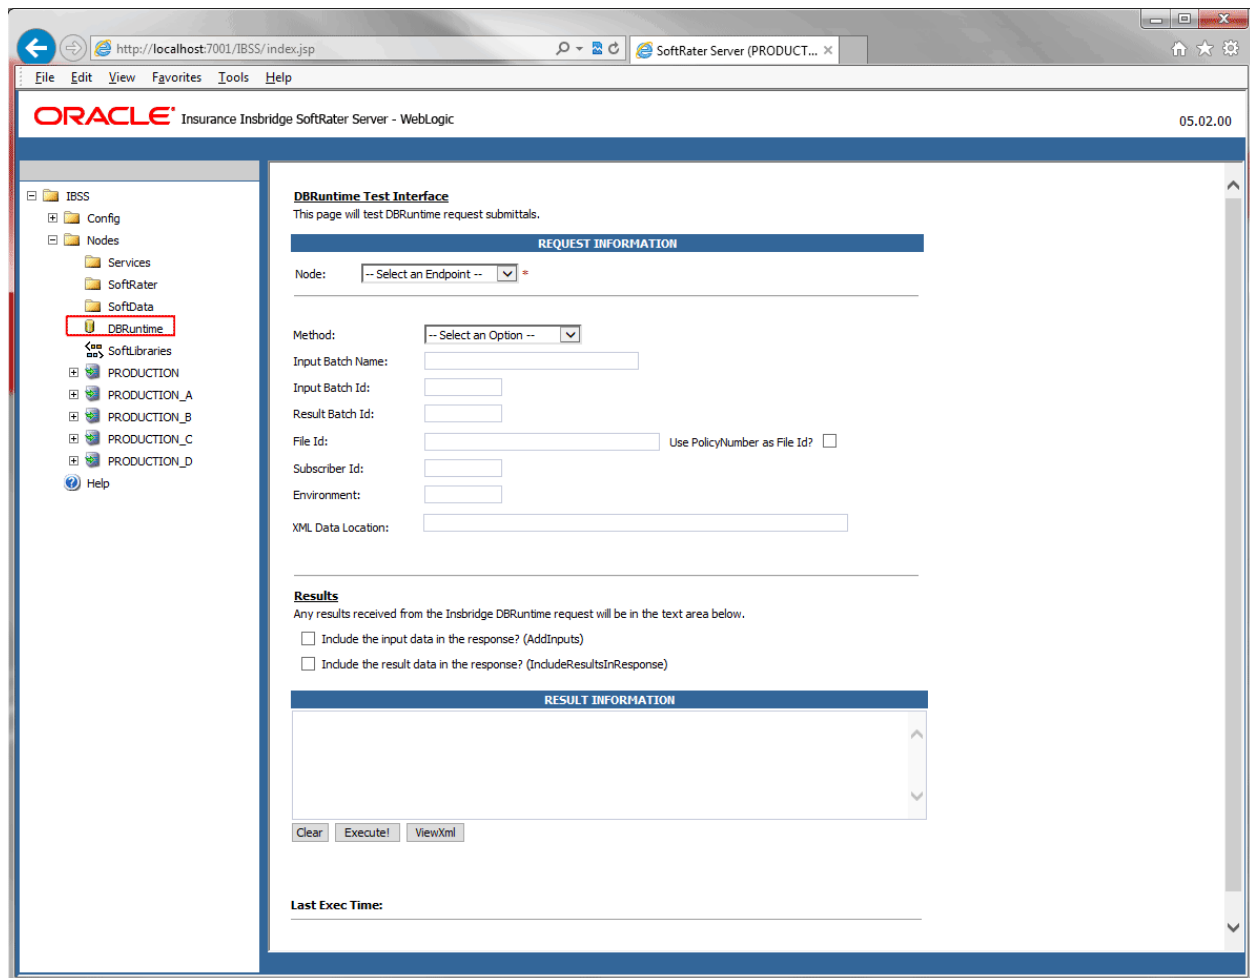 http://localhost:7001/IBSS/index.jsp
SoftRater Server (PRODUCT...
File Edit View Favorites Tools Help
ORACLE Insurance Insbridge SoftRater Server - WebLogic
05.02.00
IBSS
Config
Nodes
Services
SoftRater
SoftData
DBRuntime
SoftLibraries
PRODUCTION
PRODUCTION_A
PRODUCTION_B
PRODUCTION_C
PRODUCTION_D
Help
DBRuntime Test Interface
This page will test DBRuntime request submittals.
REQUEST INFORMATION
Node: -- Select an Endpoint -- *
Method: -- Select an Option --
Input Batch Name:
Input Batch Id:
Result Batch Id:
File Id: Use PolicyNumber as File Id?
Subscriber Id:
Environment:
XML Data Location:
Results
Any results received from the Insbridge DBRuntime request will be in the text area below.
Include the input data in the response? (AddInputs)
Include the result data in the response? (IncludeResultsInResponse)
RESULT INFORMATION
Clear Execute! ViewXml
Last Exec Time: